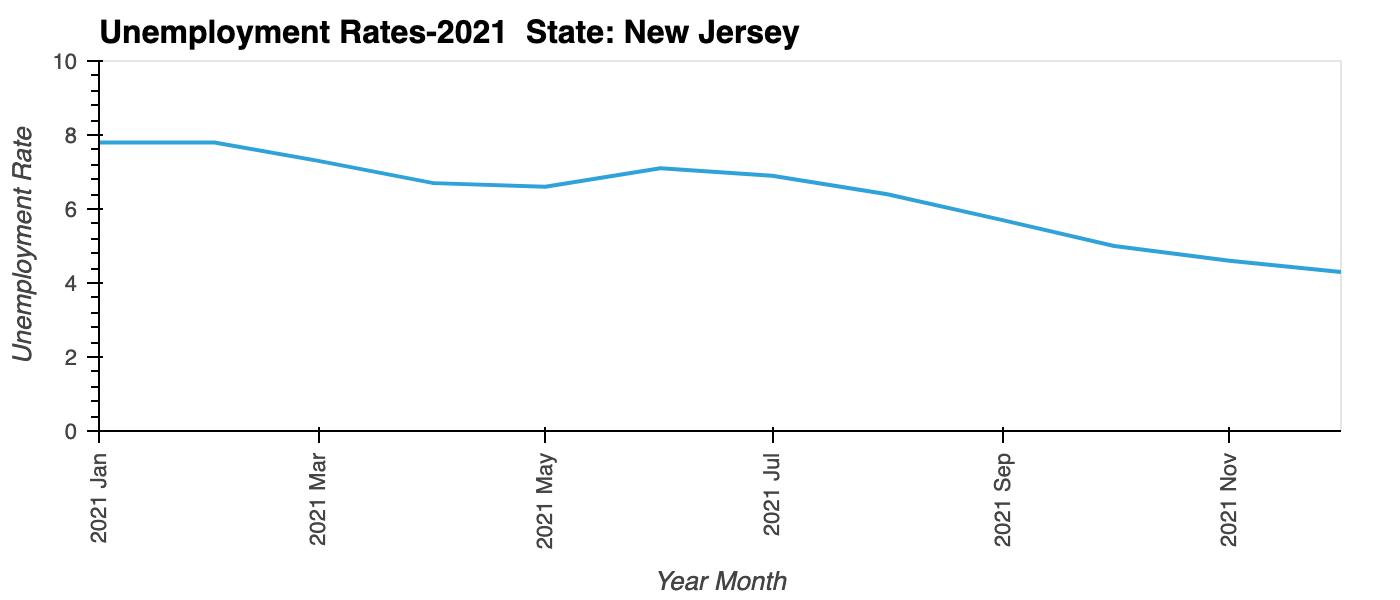 Unemployment Rates-2021  State: New Jersey
10
8
6
4
2
0
Unemployment Rate
2021 Jan
2021 Mar
2021 May
2021 Jul
2021 Sep
2021 Nov
Year Month